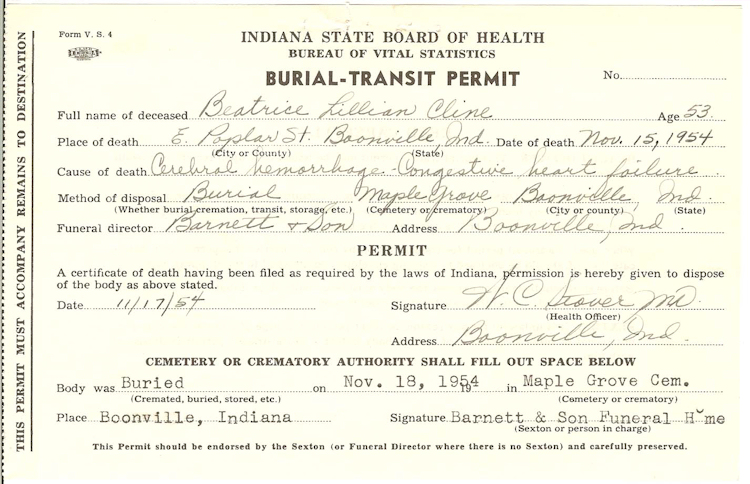 Form V. S. 4
INDIANA STATE BOARD OF HEALTH
BUREAU OF VITAL STATISTICS
BURIAL-TRANSIT PERMIT
No.
Full name of deceased Beatrice Lillian Cline Age 53
Place of death E. Poplar St. Boonville, Ind. Date of death Nov. 15, 1954
(City or County) (State)
Cause of death Cerebral hemorrhage - Congestive heart failure
Method of disposal Burial Maple Grove Boonville, Ind.
(Whether burial, cremation, transit, storage, etc.) (Cemetery or crematory) (City or county) (State)
Funeral director Barnett & Son Address Boonville, Ind.
PERMIT
A certificate of death having been filed as required by the laws of Indiana, permission is hereby given to dispose
of the body as above stated.
Date 11/17/54 Signature W. C. Stover MD.
(Health Officer)
Address Boonville, Ind.
CEMETERY OR CREMATORY AUTHORITY SHALL FILL OUT SPACE BELOW
Body was Buried on Nov. 18, 1954 19 in Maple Grove Cem.
(Cremated, buried, stored, etc.) (Cemetery or crematory)
Place Boonville, Indiana Signature Barnett & Son Funeral Home
(Sexton or person in charge)
This Permit should be endorsed by the Sexton (or Funeral Director where there is no Sexton) and carefully preserved.
THIS PERMIT MUST ACCOMPANY REMAINS TO DESTINATION